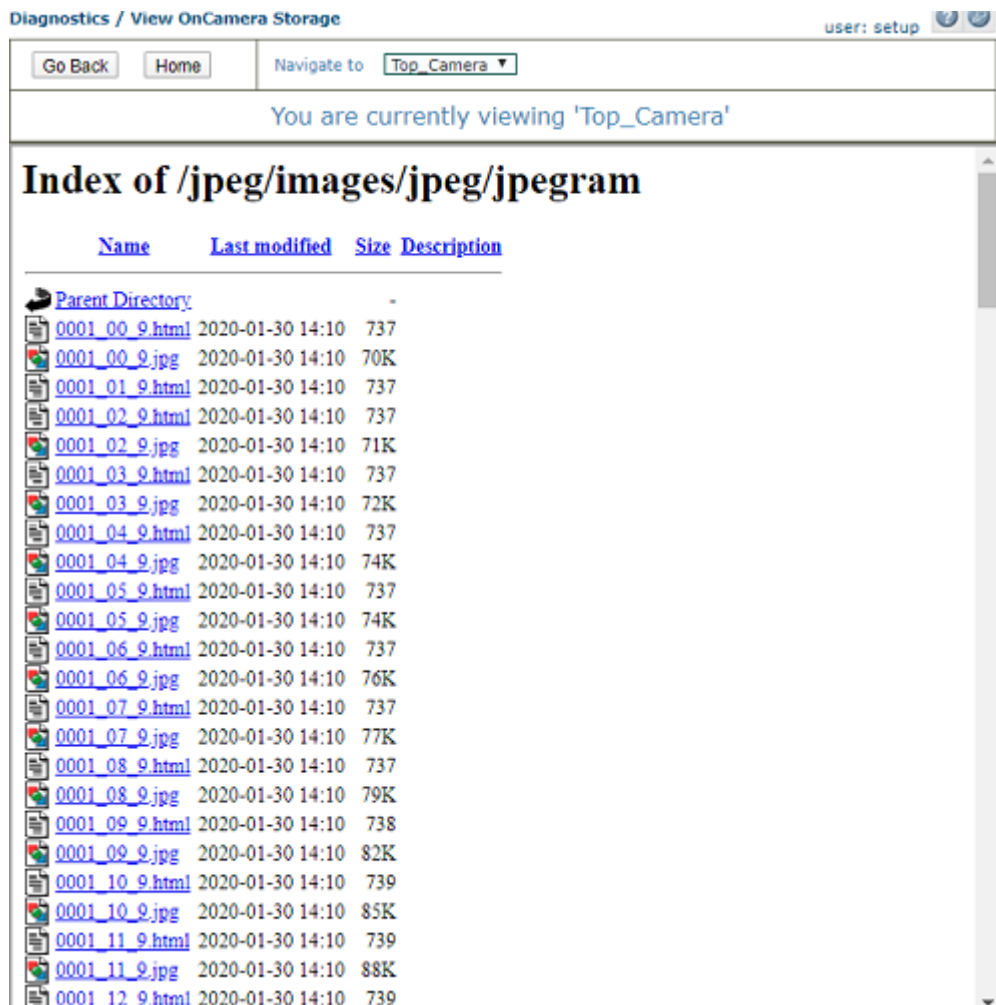 Diagnostics / View OnCamera Storage
user: setup
Go Back Home Navigate to Top_Camera
You are currently viewing 'Top_Camera'
Index of /jpeg/images/jpeg/jpegram
Name Last modified Size Description
Parent Directory -
0001_00_9.html 2020-01-30 14:10 737
0001_00_9.jpg 2020-01-30 14:10 70K
0001_01_9.html 2020-01-30 14:10 737
0001_02_9.html 2020-01-30 14:10 737
0001_02_9.jpg 2020-01-30 14:10 71K
0001_03_9.html 2020-01-30 14:10 737
0001_03_9.jpg 2020-01-30 14:10 72K
0001_04_9.html 2020-01-30 14:10 737
0001_04_9.jpg 2020-01-30 14:10 74K
0001_05_9.html 2020-01-30 14:10 737
0001_05_9.jpg 2020-01-30 14:10 74K
0001_06_9.html 2020-01-30 14:10 737
0001_06_9.jpg 2020-01-30 14:10 76K
0001_07_9.html 2020-01-30 14:10 737
0001_07_9.jpg 2020-01-30 14:10 77K
0001_08_9.html 2020-01-30 14:10 737
0001_08_9.jpg 2020-01-30 14:10 79K
0001_09_9.html 2020-01-30 14:10 738
0001_09_9.jpg 2020-01-30 14:10 82K
0001_10_9.html 2020-01-30 14:10 739
0001_10_9.jpg 2020-01-30 14:10 85K
0001_11_9.html 2020-01-30 14:10 739
0001_11_9.jpg 2020-01-30 14:10 88K
0001_12_9.html 2020-01-30 14:10 739